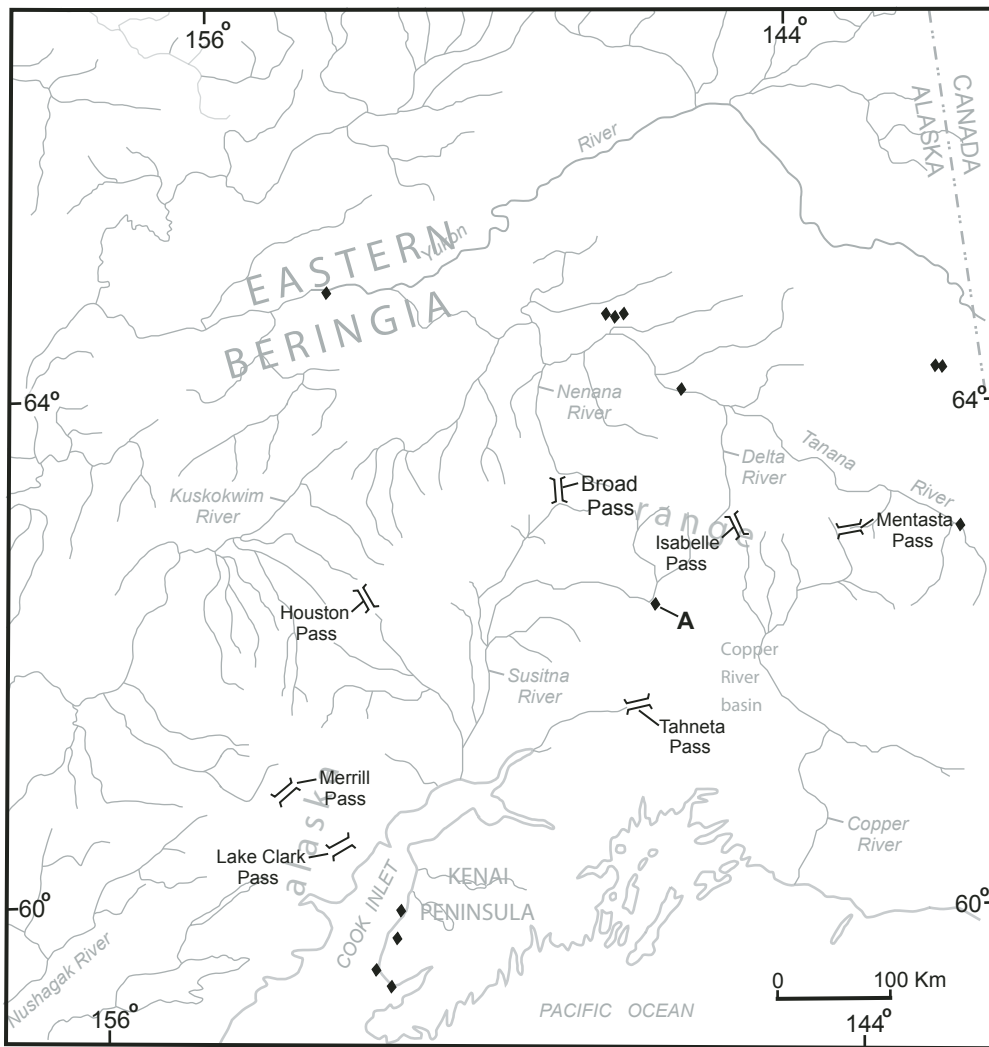 156°
144°
CANADA
ALASKA
River
Yukon
EASTERN
BERINGIA
64°
64°
Nenana
River
Delta
River
Tanana
River
Kuskokwim
River
Broad
Pass
range
Isabelle
Pass
Mentasta
Pass
Houston
Pass
A
Copper
River
basin
Susitna
River
Tahneta
Pass
Merrill
Pass
alaska
Lake Clark
Pass
Copper
River
KENAI
PENINSULA
COOK INLET
60°
60°
Nushagak River
0 100 Km
PACIFIC OCEAN
156°
144°